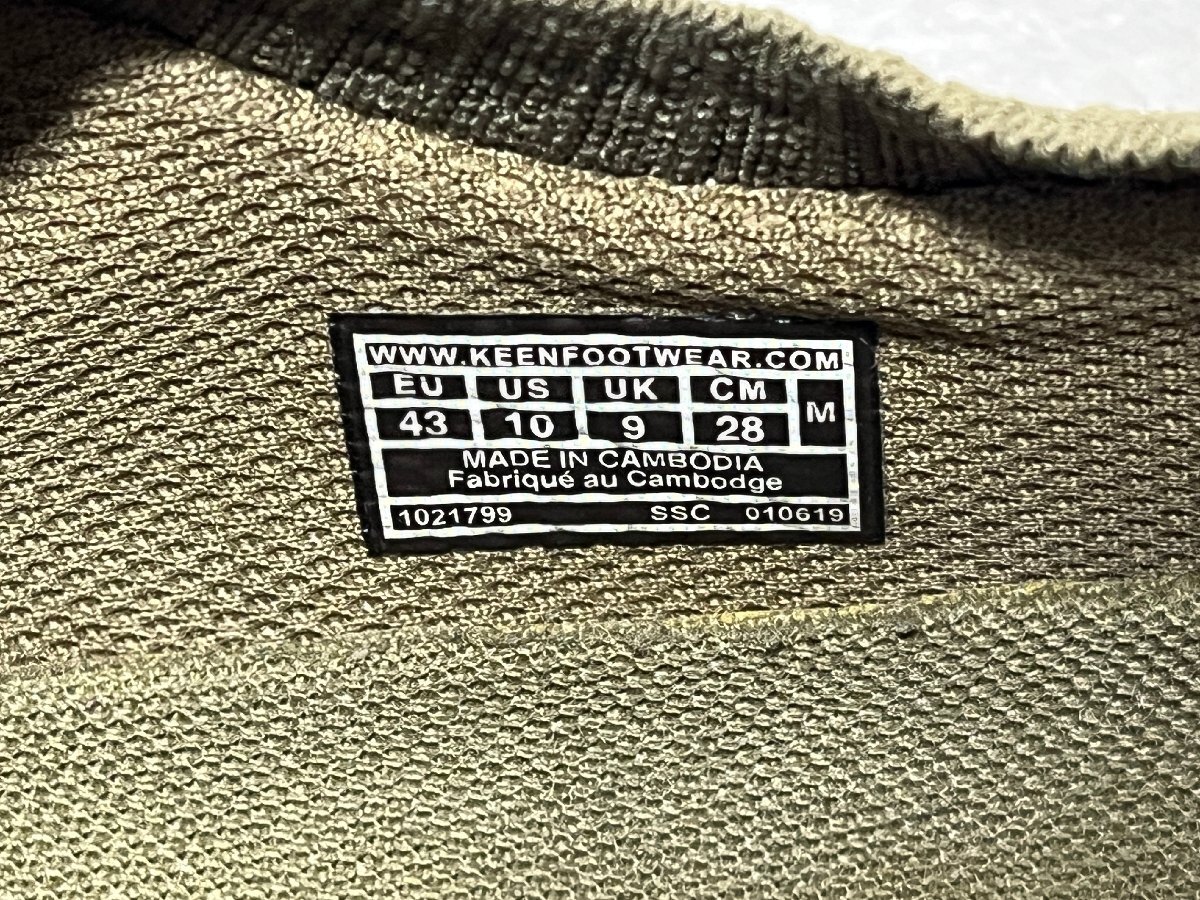 WWW.KEENFOOTWEAR.COM
EU US UK CM M
43 10 9 28
MADE IN CAMBODIA
Fabriqué au Cambodge
1021799 SSC 010619